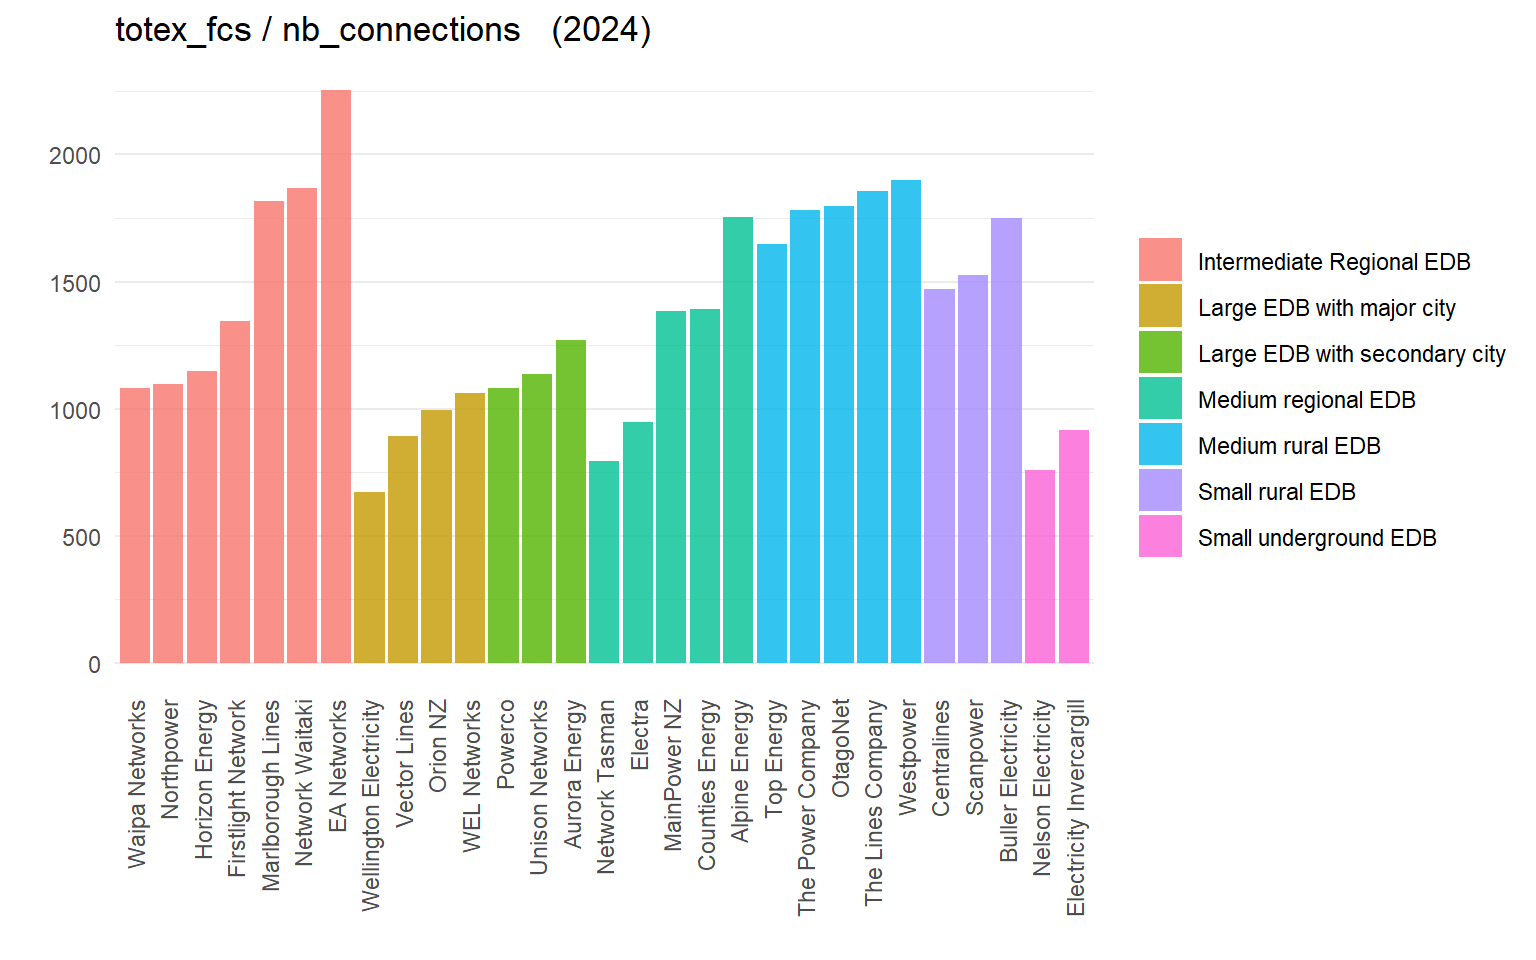 totex_fcs / nb_connections (2024)
2000
1500
1000
500
0
Waipa Networks
Northpower
Horizon Energy
Firstlight Network
Marlborough Lines
Network Waitaki
EA Networks
Wellington Electricity
Vector Lines
Orion NZ
WEL Networks
Powerco
Unison Networks
Aurora Energy
Network Tasman
Electra
MainPower NZ
Counties Energy
Alpine Energy
Top Energy
The Power Company
OtagoNet
The Lines Company
Westpower
Centralines
Scanpower
Buller Electricity
Nelson Electricity
Electricity Invercargill
Intermediate Regional EDB
Large EDB with major city
Large EDB with secondary city
Medium regional EDB
Medium rural EDB
Small rural EDB
Small underground EDB